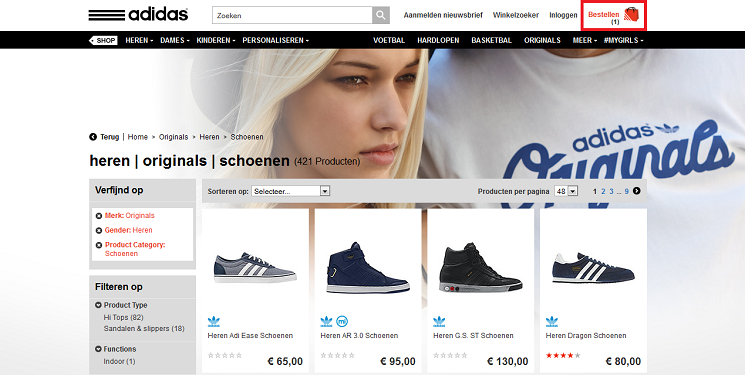 adidas
Zoeken
Aanmelden nieuwsbrief Winkelzoeker Inloggen Bestellen
(1)
SHOP HEREN DAMES KINDEREN PERSONALISEREN VOETBAL HARDLOPEN BASKETBAL ORIGINALS MEER #MYGIRLS
adidas
Originals
Terug | Home > Originals > Heren > Schoenen
heren | originals | schoenen (421 Producten)
Verfijnd op
Sorteren op: Selecteer... Producten per pagina 48 1 2 3 ... 9
Merk: Originals
Gender: Heren
Product Category:
Schoenen
Filteren op
Product Type
Hi Tops (82)
Sandalen & slippers (18)
Functions
Indoor (1)
mi
Heren Adi Ease Schoenen
€ 65,00
Heren AR 3.0 Schoenen
€ 95,00
Heren G.S. ST Schoenen
€ 130,00
Heren Dragon Schoenen
€ 80,00